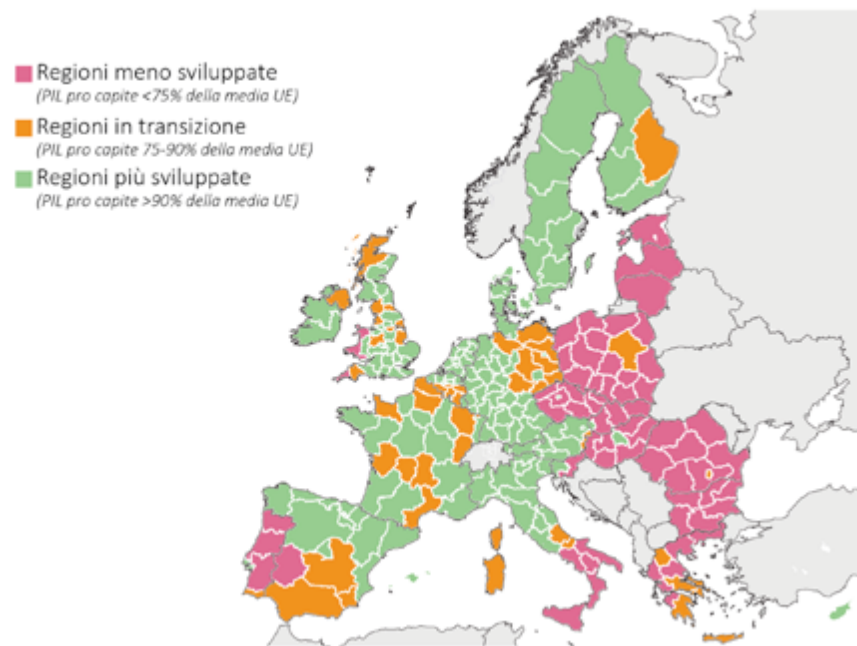 Regioni meno sviluppate
(PIL pro capite <75% della media UE)
Regioni in transizione
(PIL pro capite 75-90% della media UE)
Regioni più sviluppate
(PIL pro capite >90% della media UE)